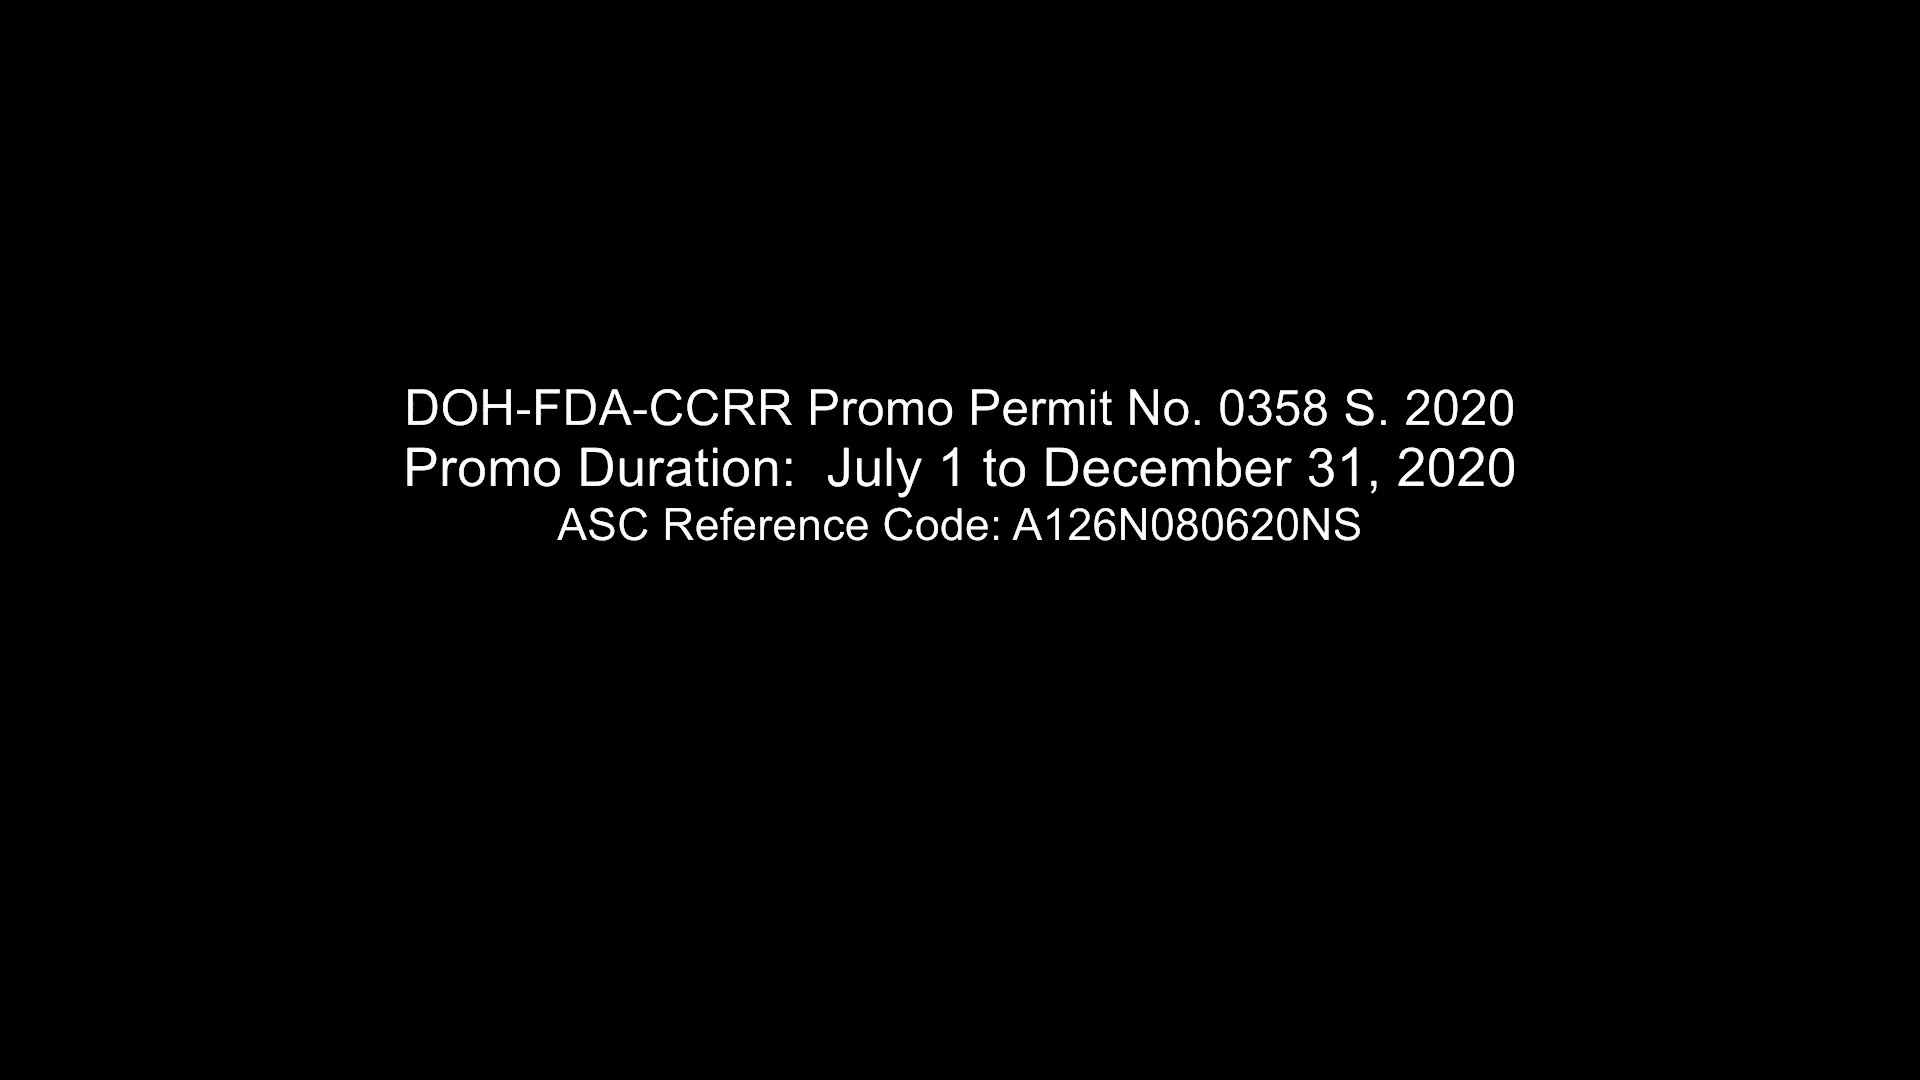 DOH-FDA-CCRR Promo Permit No. 0358 S. 2020
Promo Duration:  July 1 to December 31, 2020
ASC Reference Code: A126N080620NS